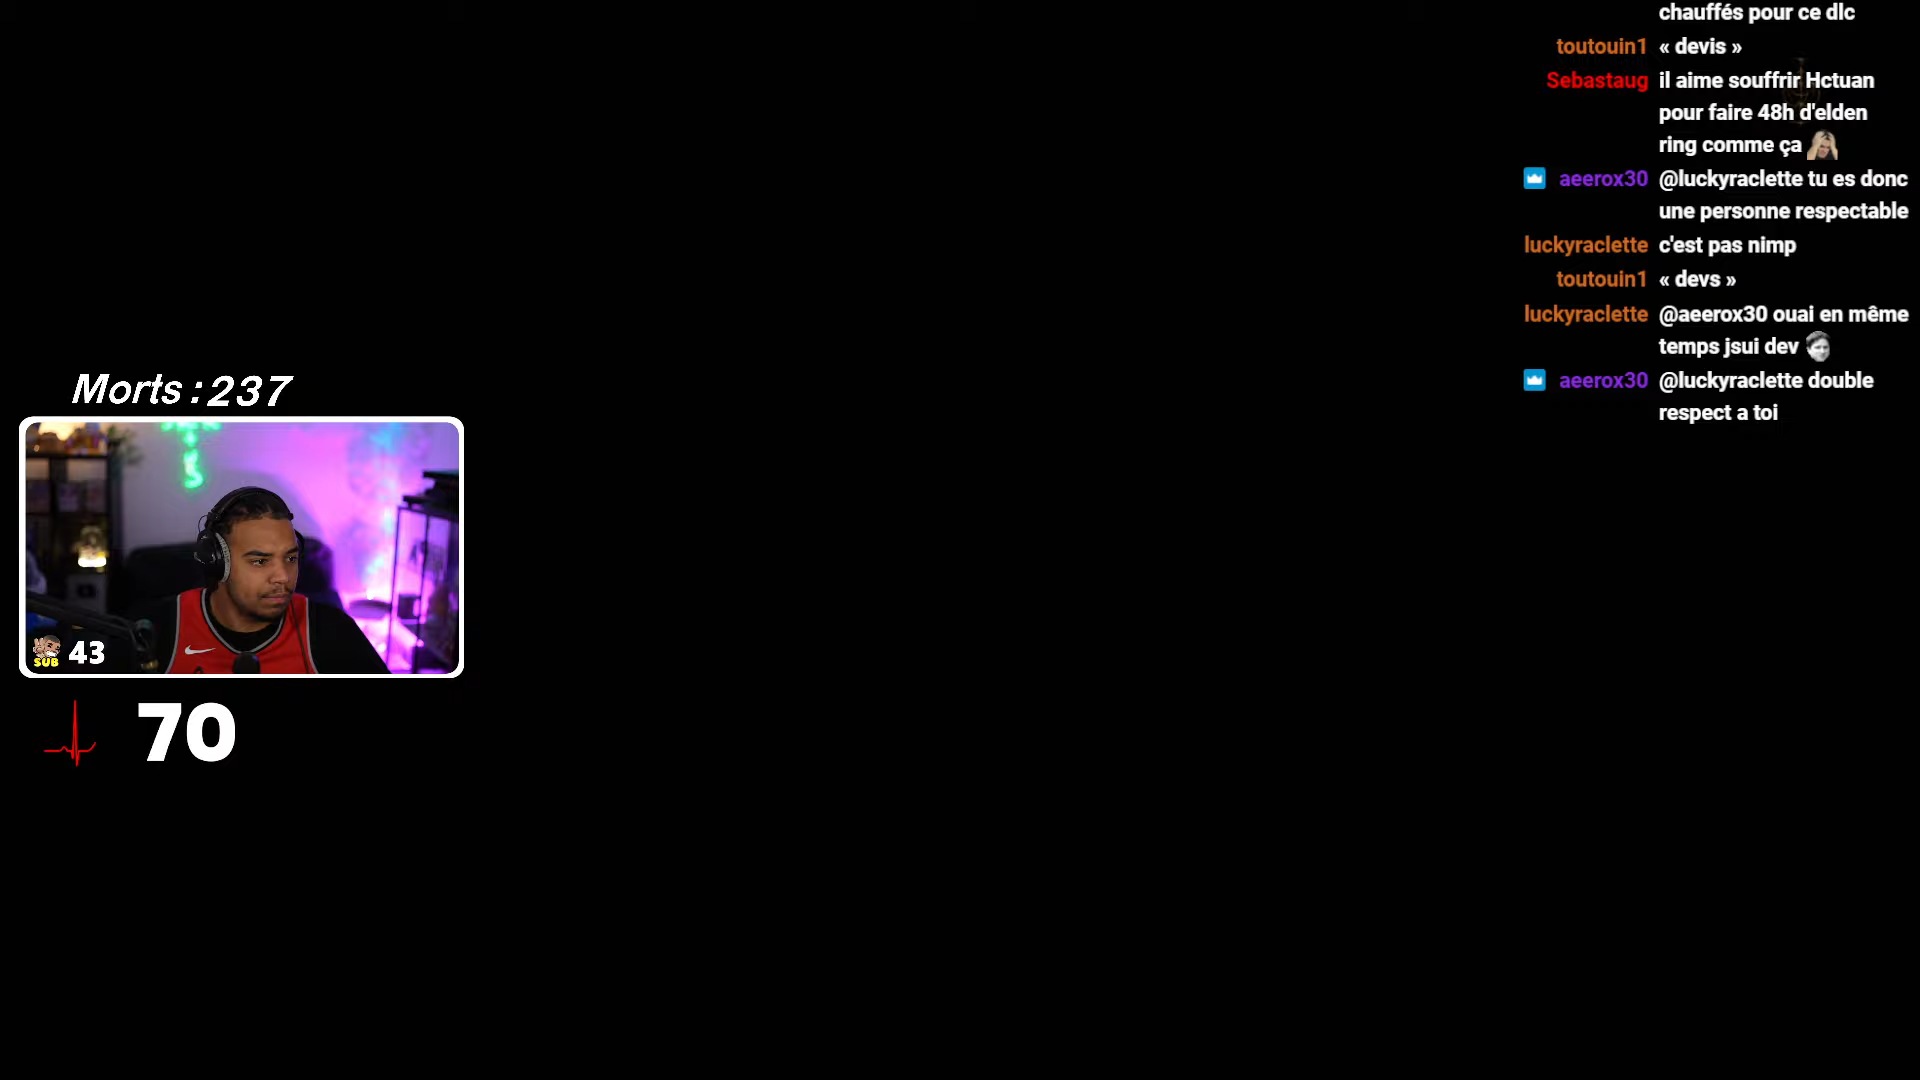 chauffés pour ce dlc
toutouin1 « devis »
Sebastaug il aime souffrir Hctuan
pour faire 48h d'elden
ring comme ça
aeerox30 @luckyraclette tu es donc
une personne respectable
luckyraclette c'est pas nimp
toutouin1 « devs »
luckyraclette @aeerox30 ouai en même
temps jsui dev
aeerox30 @luckyraclette double
respect a toi
Morts :237
SUB 43
70